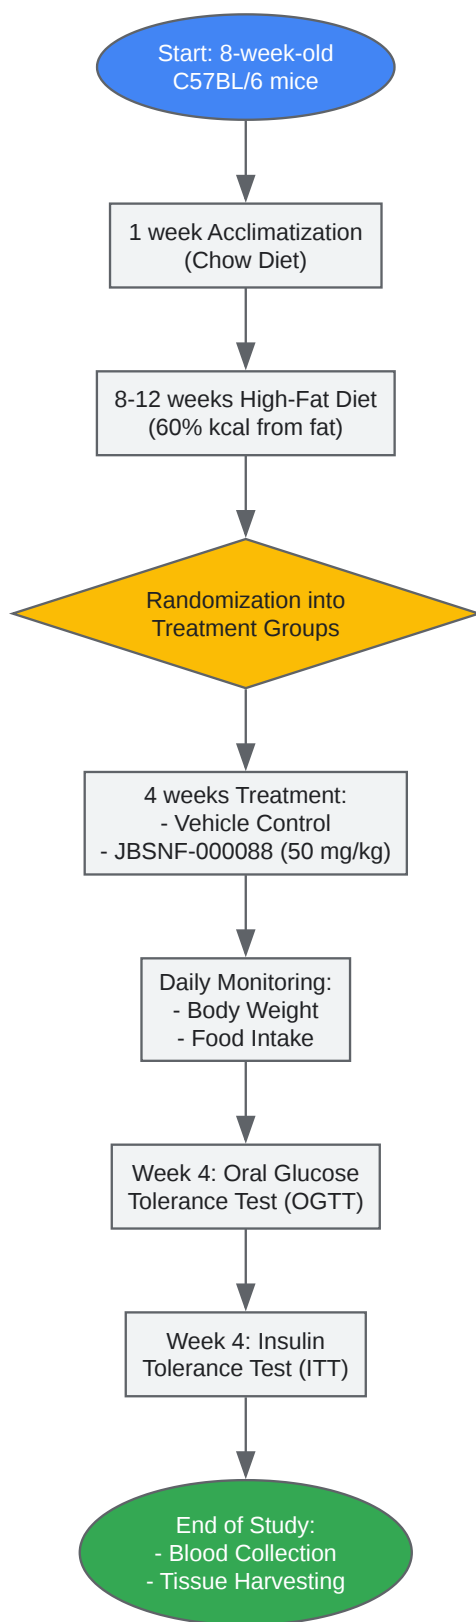 Start: 8-week-old
C57BL/6 mice
1 week Acclimatization
(Chow Diet)
8-12 weeks High-Fat Diet
(60% kcal from fat)
Randomization into
Treatment Groups
4 weeks Treatment:
- Vehicle Control
- JBSNF-000088 (50 mg/kg)
Daily Monitoring:
- Body Weight
- Food Intake
Week 4: Oral Glucose
Tolerance Test (OGTT)
Week 4: Insulin
Tolerance Test (ITT)
End of Study:
- Blood Collection
- Tissue Harvesting